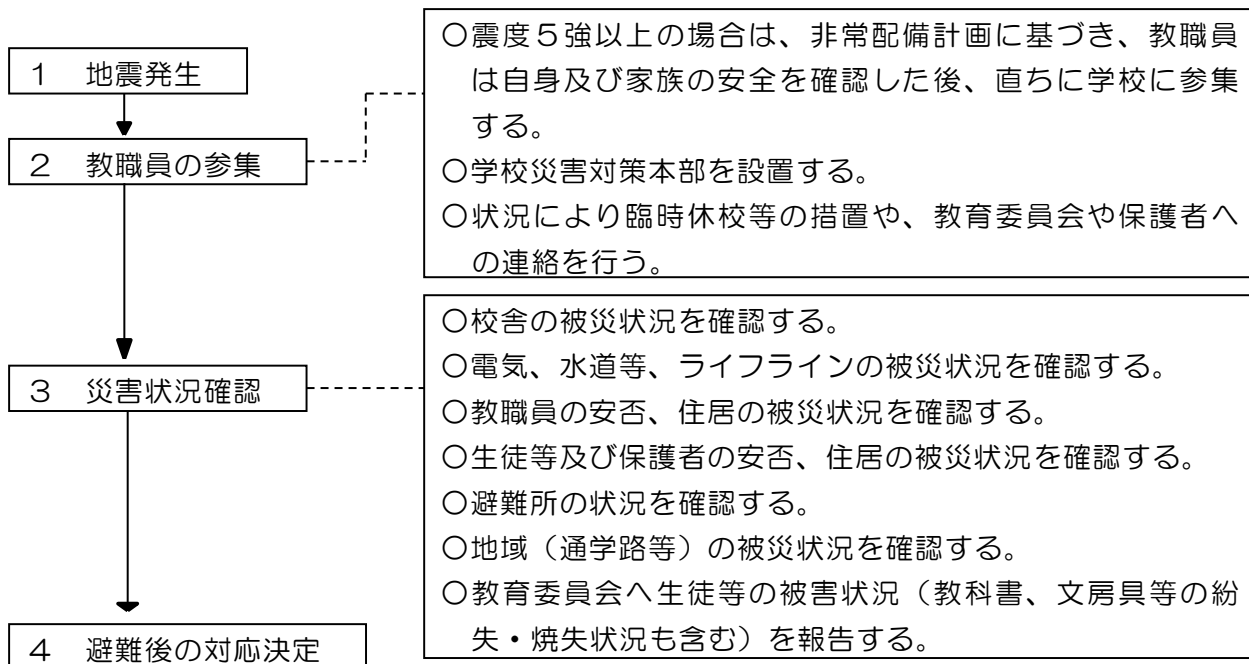 1 地震発生
2 教職員の参集
○震度5強以上の場合は、非常配備計画に基づき、教職員
は自身及び家族の安全を確認した後、直ちに学校に参集
する。
○学校災害対策本部を設置する。
○状況により臨時休校等の措置や、教育委員会や保護者へ
の連絡を行う。
3 災害状況確認
○校舎の被災状況を確認する。
○電気、水道等、ライフラインの被災状況を確認する。
○教職員の安否、住居の被災状況を確認する。
○生徒等及び保護者の安否、住居の被災状況を確認する。
○避難所の状況を確認する。
○地域（通学路等）の被災状況を確認する。
○教育委員会へ生徒等の被害状況（教科書、文房具等の紛
失・焼失状況も含む）を報告する。
4 避難後の対応決定